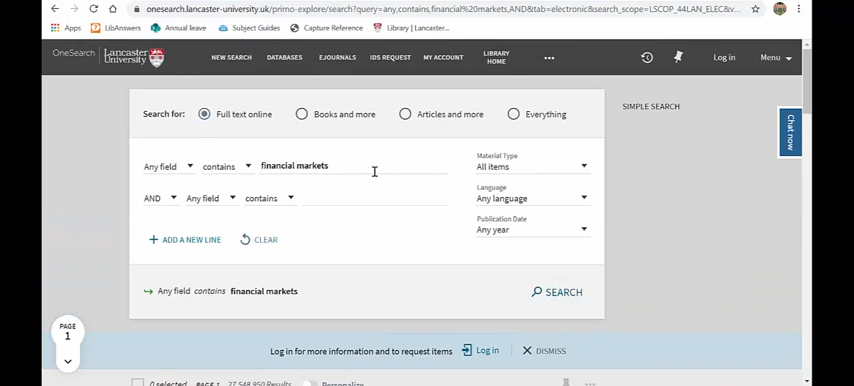 onesearch.lancaster-university.uk/primo-explore/search?query=any,contains,financial%20markets,AND&tab=electronic&search_scope=LSCOP_44LAN_ELEC&v...
Apps LibAnswers Annual leave Subject Guides Capture Reference Library | Lancaster...
OneSearch Lancaster University NEW SEARCH DATABASES EJOURNALS IDS REQUEST MY ACCOUNT LIBRARY HOME ... Log in Menu
Search for: Full text online Books and more Articles and more Everything
SIMPLE SEARCH
Chat now
Any field contains financial markets
AND Any field contains
+ ADD A NEW LINE CLEAR
Material Type
All items
Language
Any language
Publication Date
Any year
Any field contains financial markets
SEARCH
PAGE
1
Log in for more information and to request items Log in DISMISS
0 selected PAGE 1 27,548,950 Results Personalize